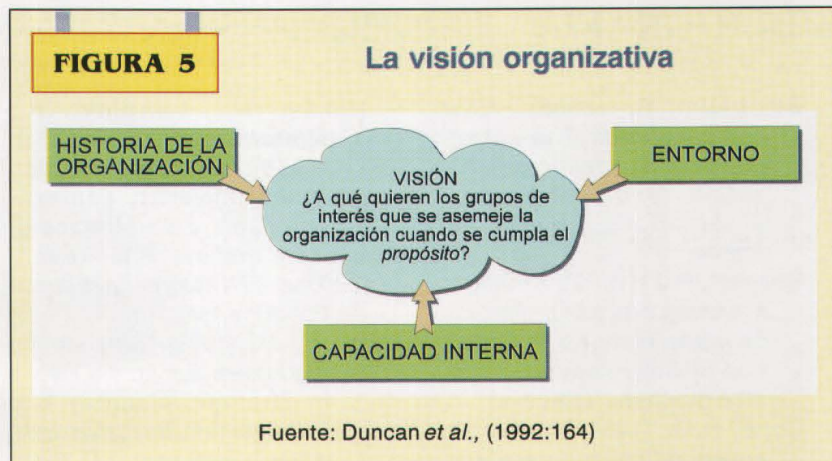 FIGURA 5
La visión organizativa
HISTORIA DE LA
ORGANIZACIÓN
ENTORNO
VISIÓN
¿A qué quieren los grupos de
interés que se asemeje la
organización cuando se cumpla el
propósito?
CAPACIDAD INTERNA
Fuente: Duncan et al., (1992:164)